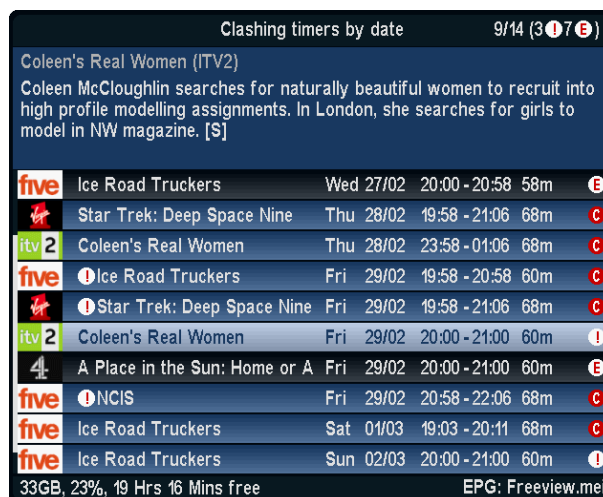 Clashing timers by date 9/14 (3!7E)
Coleen's Real Women (ITV2)
Coleen McCloughlin searches for naturally beautiful women to recruit into
high profile modelling assignments. In London, she searches for girls to
model in NW magazine. [S]
five Ice Road Truckers Wed 27/02 20:00-20:58 58m E
Star Trek: Deep Space Nine Thu 28/02 19:58-21:06 68m C
itv 2 Coleen's Real Women Thu 28/02 23:58-01:06 68m C
five !Ice Road Truckers Fri 29/02 19:58-20:58 60m C
!Star Trek: Deep Space Nine Fri 29/02 19:58-21:06 68m C
itv 2 Coleen's Real Women Fri 29/02 20:00-21:00 60m !
4 A Place in the Sun: Home or A Fri 29/02 20:00-21:00 60m E
five !NCIS Fri 29/02 20:58-22:06 68m C
five Ice Road Truckers Sat 01/03 19:03-20:11 68m C
five Ice Road Truckers Sun 02/03 20:00-21:00 60m !
33GB, 23%, 19 Hrs 16 Mins free EPG: Freeview.mei